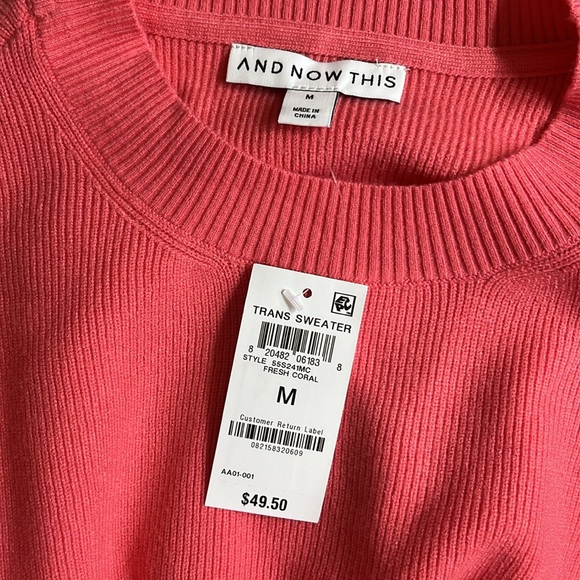 AND NOW THIS
M
MADE IN
CHINA
TRANS SWEATER
8 20482 06183 8
STYLE 55S241MC
FRESH CORAL
M
Customer Return Label
082158320609
AA01-001
$49.50